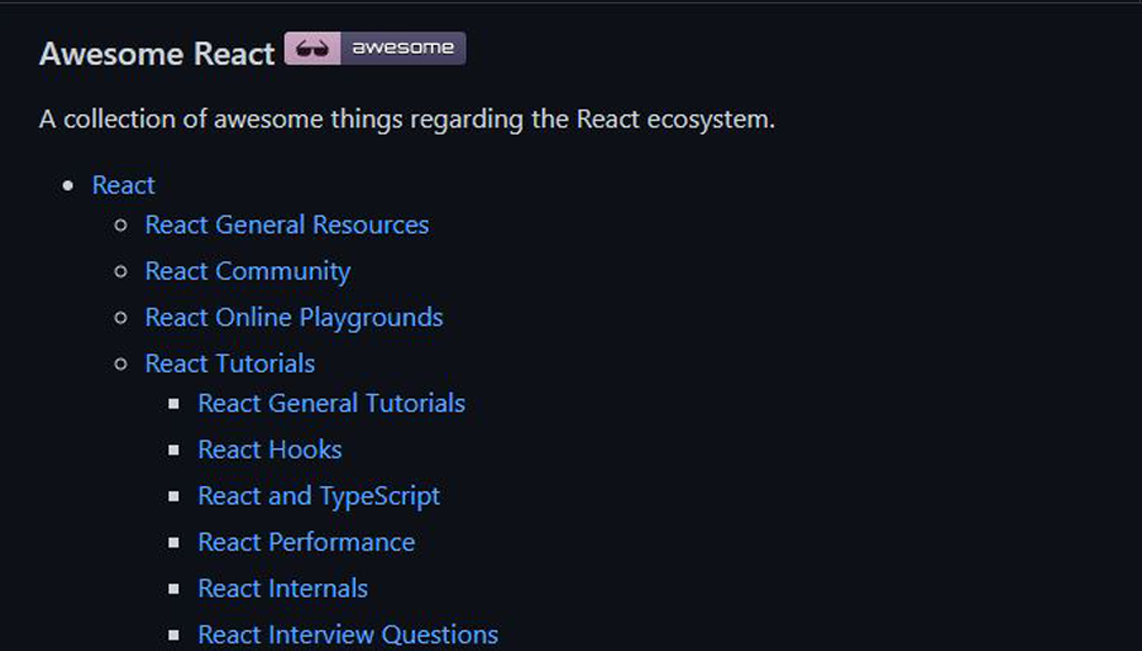 Awesome React awesome
A collection of awesome things regarding the React ecosystem.
React
React General Resources
React Community
React Online Playgrounds
React Tutorials
React General Tutorials
React Hooks
React and TypeScript
React Performance
React Internals
React Interview Questions